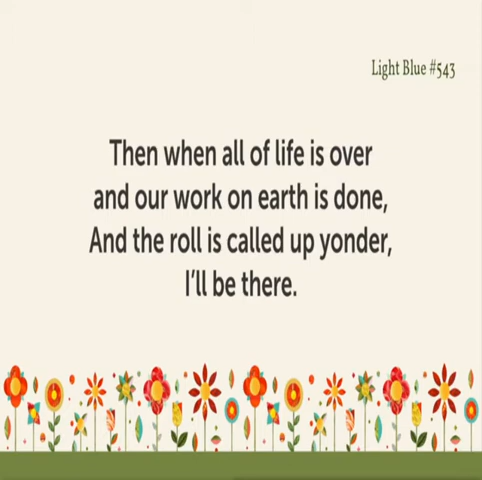 Light Blue #543
Then when all of life is over
and our work on earth is done,
And the roll is called up yonder,
I'll be there.